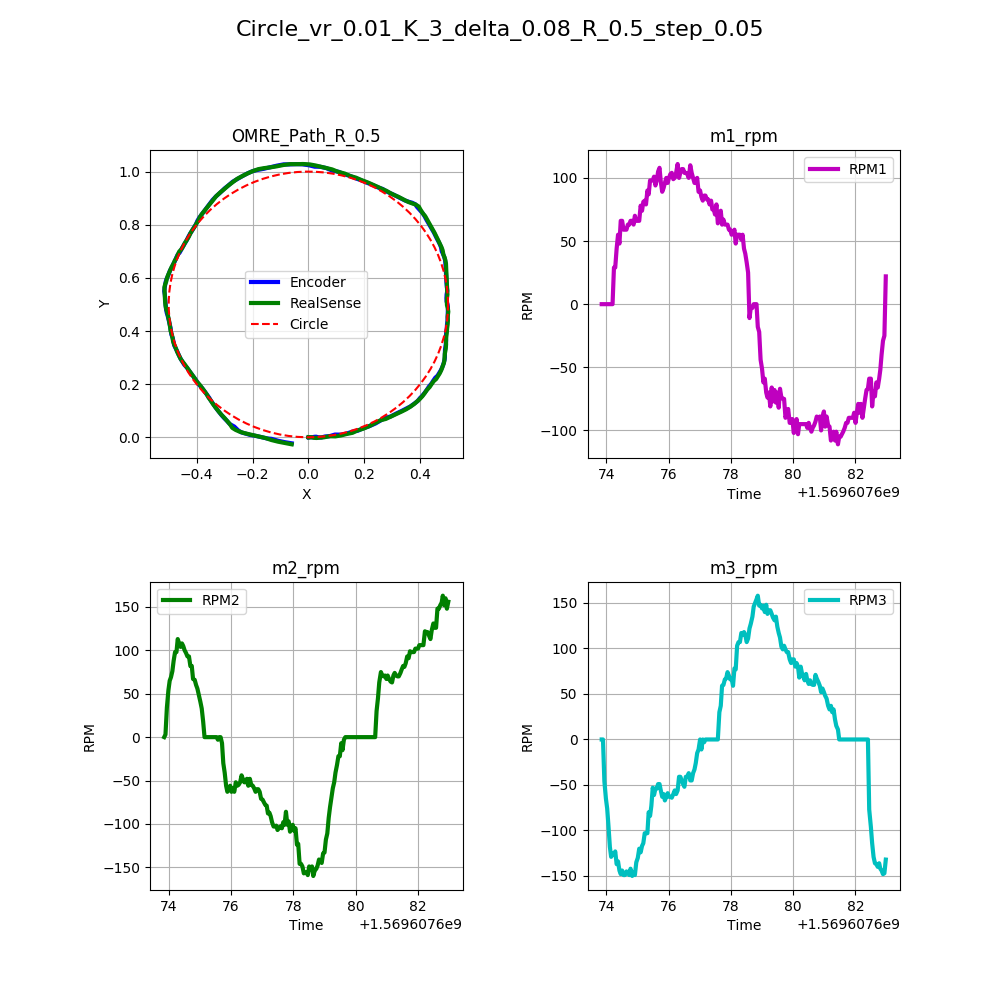 Circle_vr_0.01_K_3_delta_0.08_R_0.5_step_0.05
OMRE_Path_R_0.5
1.0
0.8
0.6
0.4
0.2
0.0
Y
Encoder
RealSense
Circle
−0.4 −0.2 0.0 0.2 0.4
X
m1_rpm
100
50
0
−50
−100
RPM
RPM1
74 76 78 80 82
Time +1.5696076e9
m2_rpm
150
100
50
0
−50
−100
−150
RPM
RPM2
74 76 78 80 82
Time +1.5696076e9
m3_rpm
150
100
50
0
−50
−100
−150
RPM
RPM3
74 76 78 80 82
Time +1.5696076e9